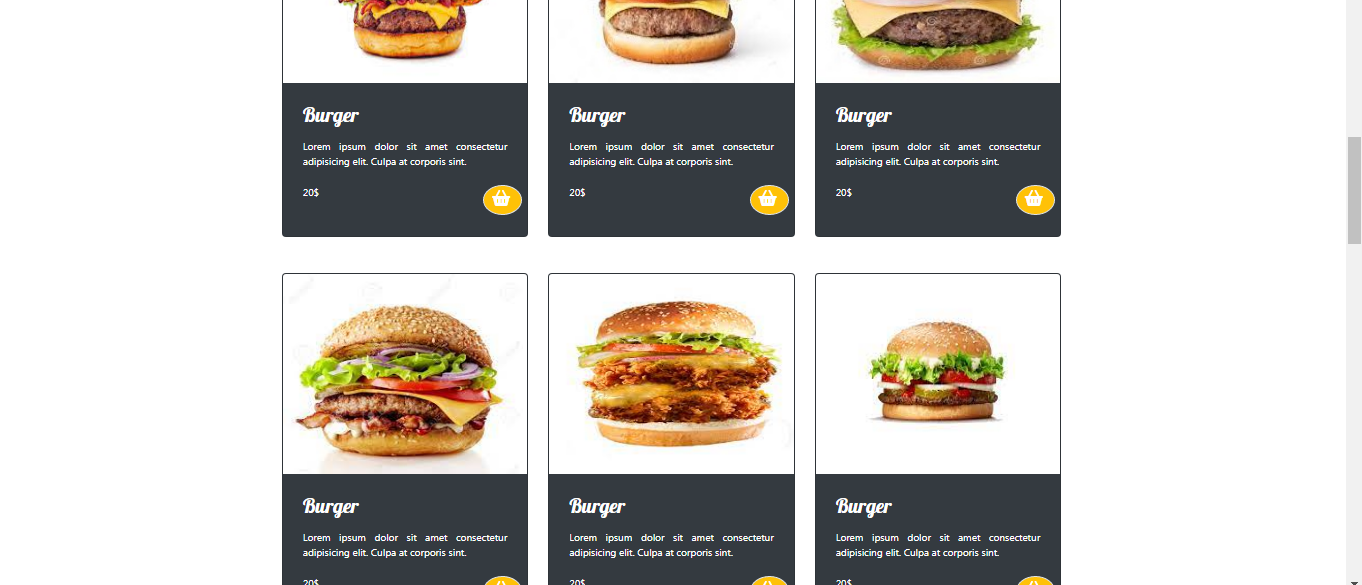 Burger
Lorem ipsum dolor sit amet consectetur
adipisicing elit. Culpa at corporis sint.
20$
Burger
Lorem ipsum dolor sit amet consectetur
adipisicing elit. Culpa at corporis sint.
20$
Burger
Lorem ipsum dolor sit amet consectetur
adipisicing elit. Culpa at corporis sint.
20$
Burger
Lorem ipsum dolor sit amet consectetur
adipisicing elit. Culpa at corporis sint.
20$
Burger
Lorem ipsum dolor sit amet consectetur
adipisicing elit. Culpa at corporis sint.
20$
Burger
Lorem ipsum dolor sit amet consectetur
adipisicing elit. Culpa at corporis sint.
20$